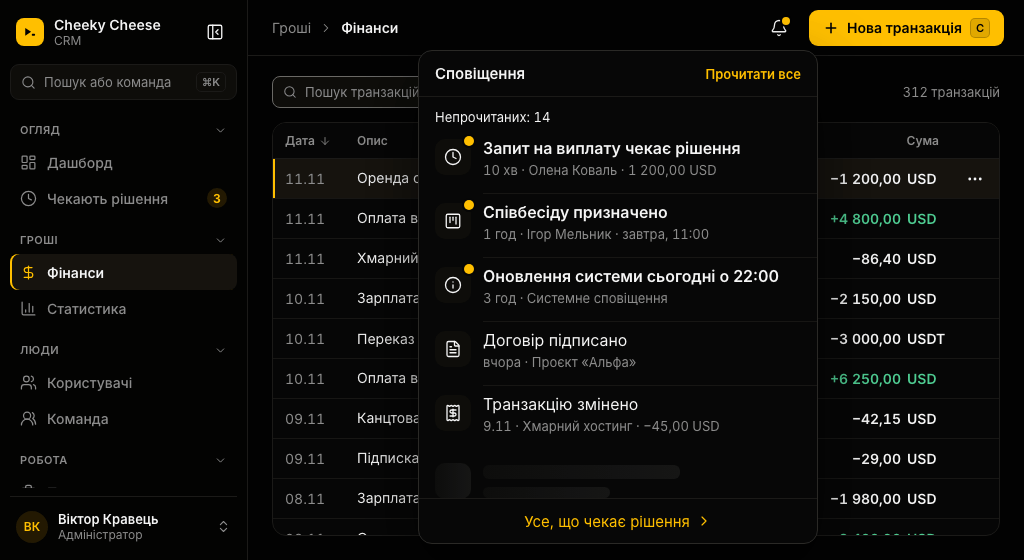 Cheeky Cheese
CRM
Пошук або команда
⌘K
ОГЛЯД
Дашборд
Чекають рішення
3
ГРОШІ
Фінанси
Статистика
ЛЮДИ
Користувачі
Команда
РОБОТА
ВК
Віктор Кравець
Адміністратор
Гроші
Фінанси
Нова транзакція
C
Пошук транзакцій
312 транзакцій
Дата ↓
Опис
Сума
11.11
Оренда
−1 200,00 USD
11.11
Оплата
+4 800,00 USD
11.11
Хмарний
−86,40 USD
10.11
Зарплата
−2 150,00 USD
10.11
Переказ
−3 000,00 USDT
10.11
Оплата
+6 250,00 USD
09.11
−42,15 USD
09.11
Підписка
−29,00 USD
08.11
Зарплата
−1 980,00 USD
Сповіщення
Прочитати все
Непрочитаних: 14
Запит на виплату чекає рішення
10 хв · Олена Коваль · 1 200,00 USD
Співбесіду призначено
1 год · Ігор Мельник · завтра, 11:00
Оновлення системи сьогодні о 22:00
3 год · Системне сповіщення
Договір підписано
вчора · Проєкт «Альфа»
Транзакцію змінено
9.11 · Хмарний хостинг · −45,00 USD
Усе, що чекає рішення